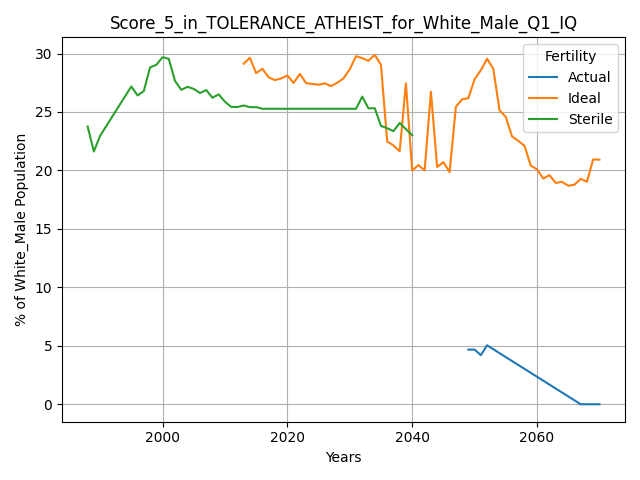 Score_5_in_TOLERANCE_ATHEIST_for_White_Male_Q1_IQ
% of White_Male Population
30
25
20
15
10
5
0
Fertility
Actual
Ideal
Sterile
2000
2020
2040
2060
Years